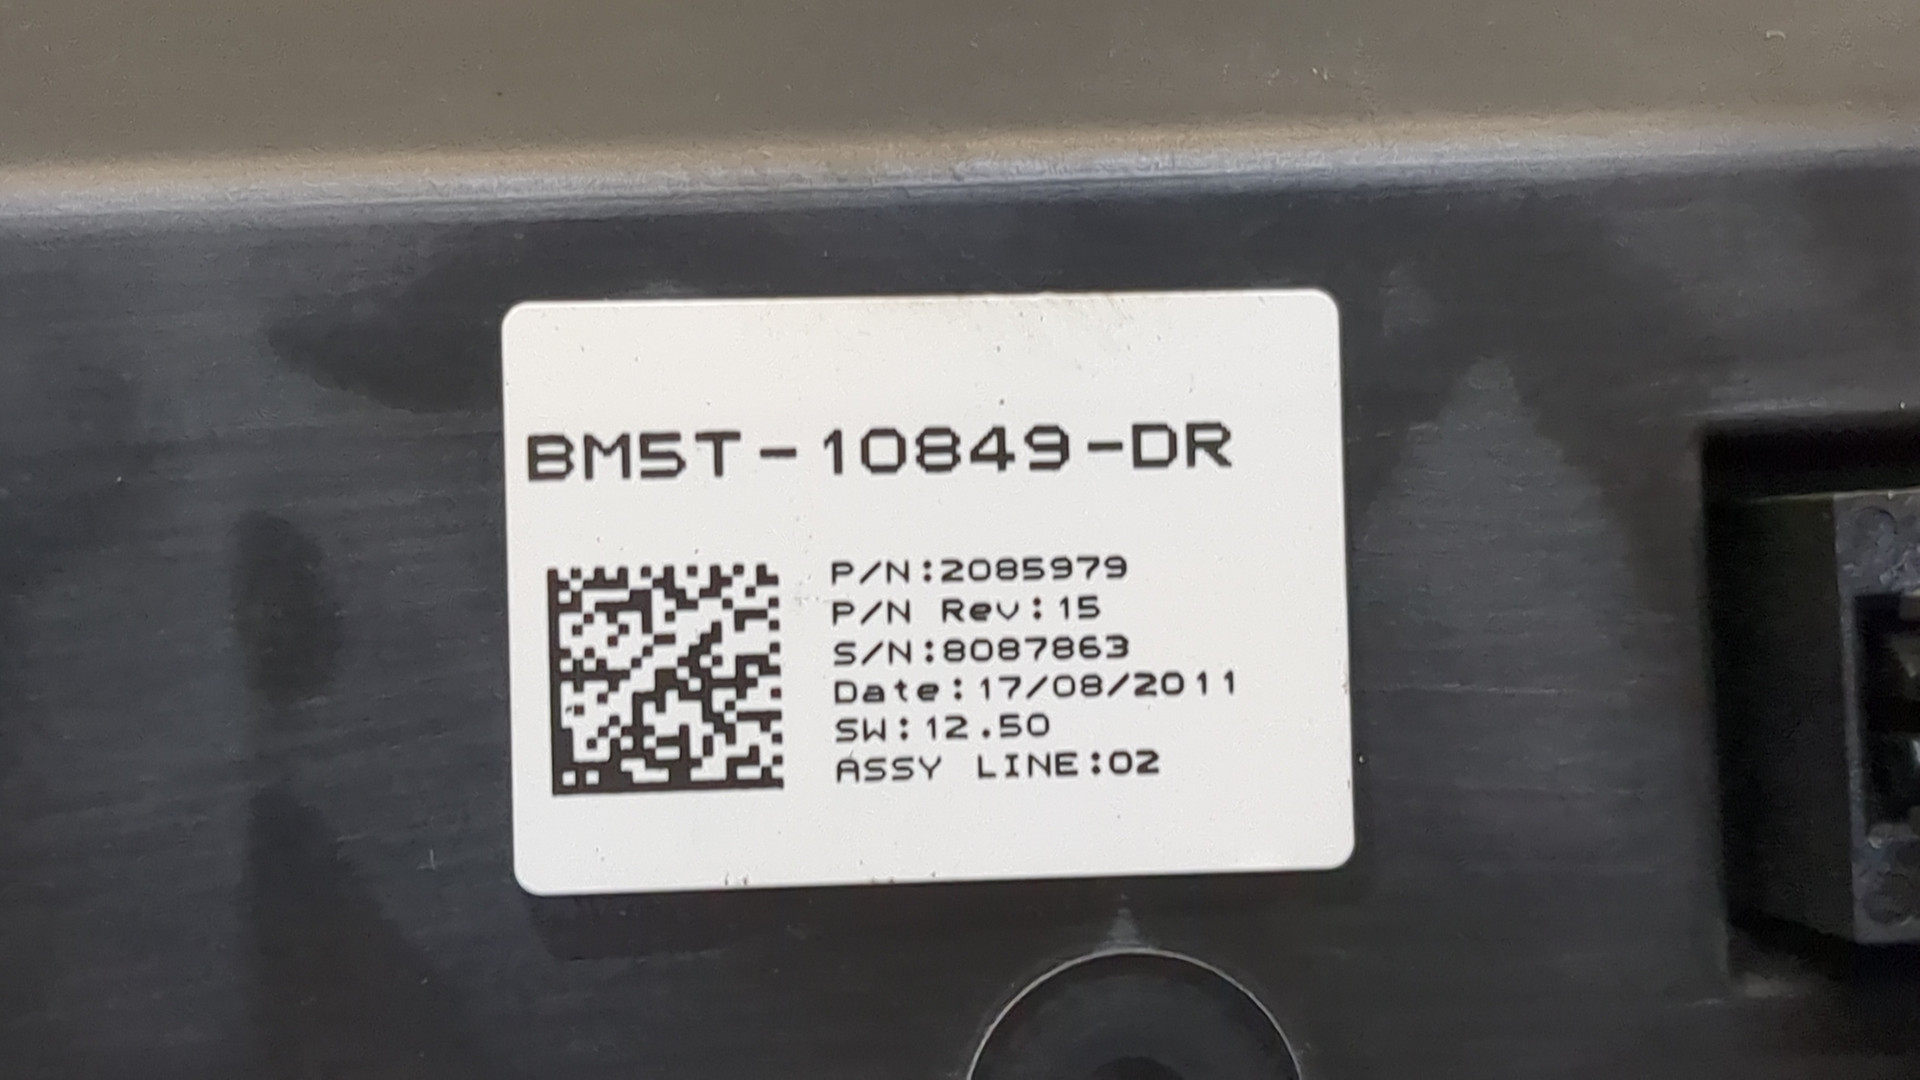 BM5T-10849-DR
P/N:2085979
P/N Rev:15
S/N:8087863
Date:17/08/2011
SW:12.50
ASSY LINE:02